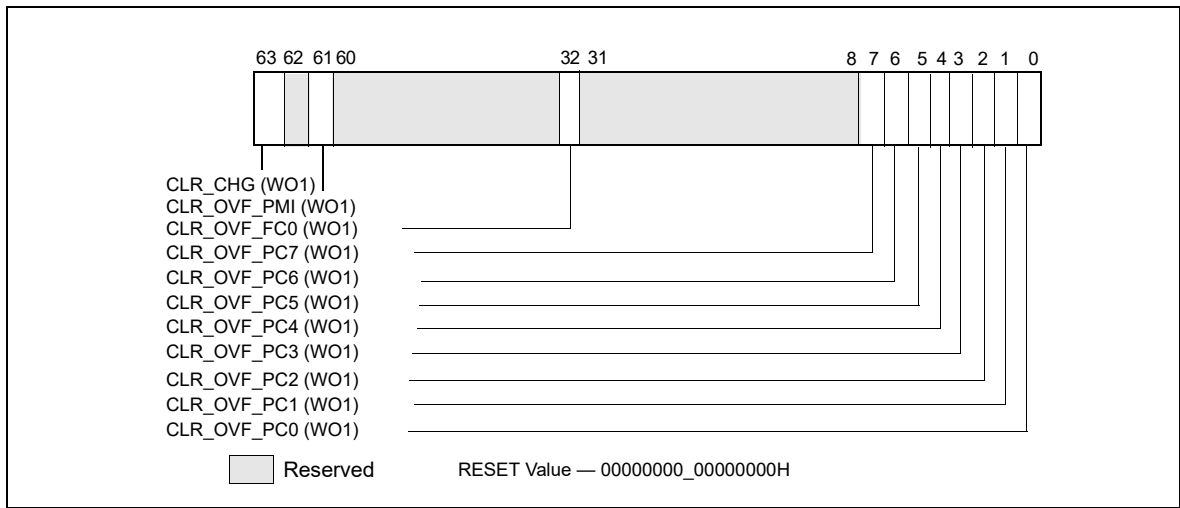 63 62 61 60 32 31 8 7 6 5 4 3 2 1 0
CLR_CHG (WO1)
CLR_OVF_PMI (WO1)
CLR_OVF_FC0 (WO1)
CLR_OVF_PC7 (WO1)
CLR_OVF_PC6 (WO1)
CLR_OVF_PC5 (WO1)
CLR_OVF_PC4 (WO1)
CLR_OVF_PC3 (WO1)
CLR_OVF_PC2 (WO1)
CLR_OVF_PC1 (WO1)
CLR_OVF_PC0 (WO1)
Reserved RESET Value — 00000000_00000000H